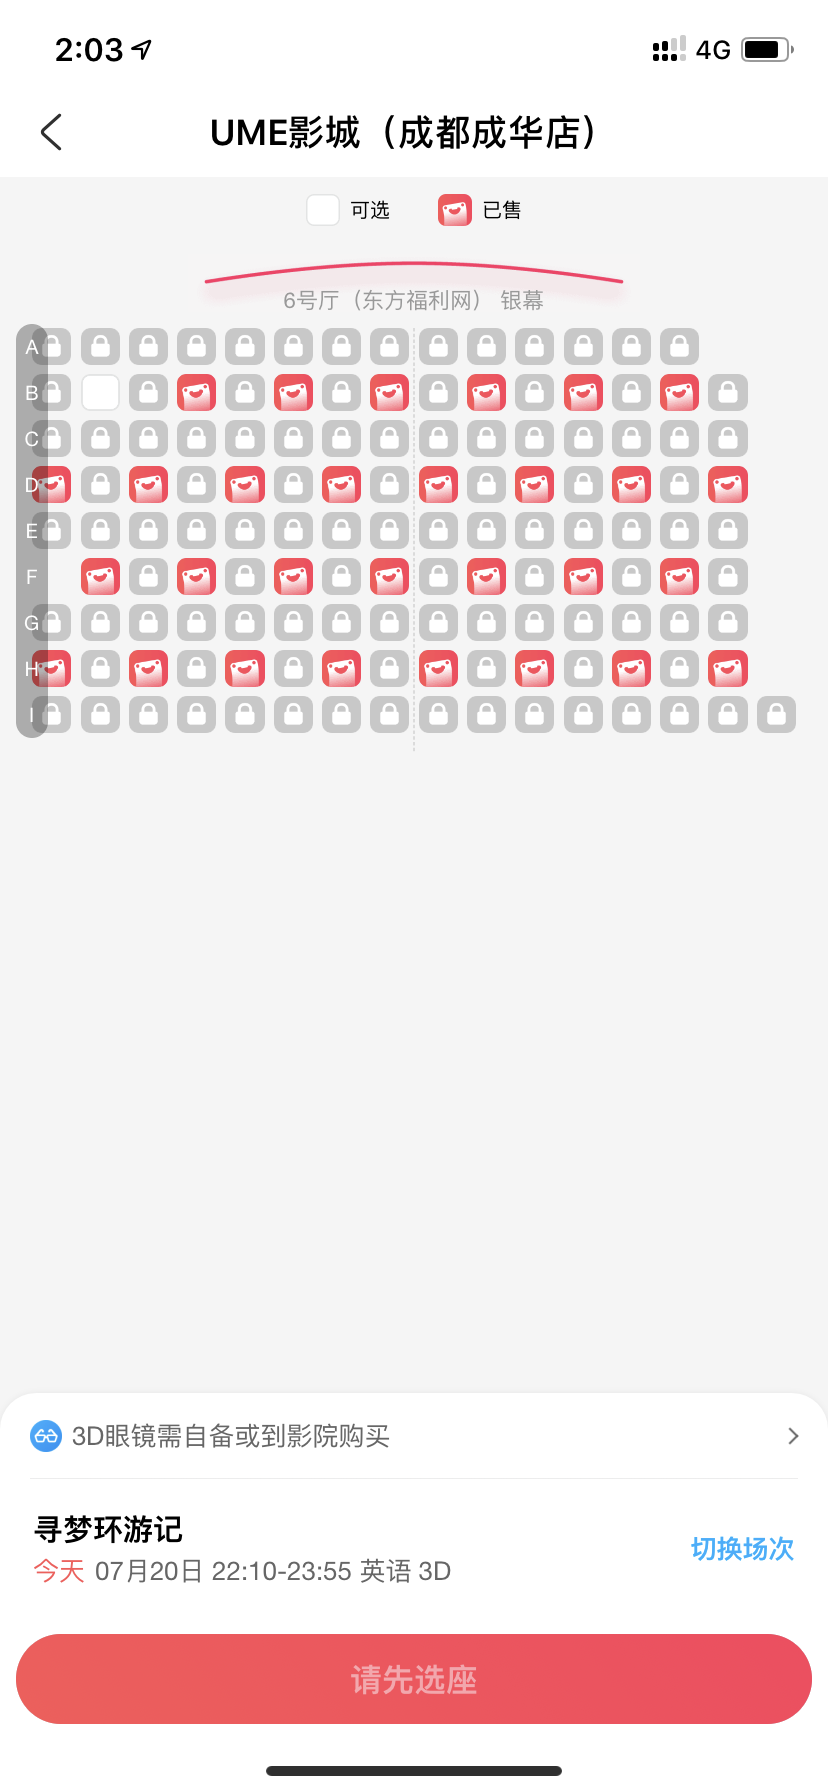 2:03
4G
UME影城（成都成华店）
可选
已售
6号厅（东方福利网） 银幕
A
B
C
D
E
F
G
H
I
3D眼镜需自备或到影院购买
寻梦环游记
今天 07月20日 22:10-23:55 英语 3D
切换场次
请先选座